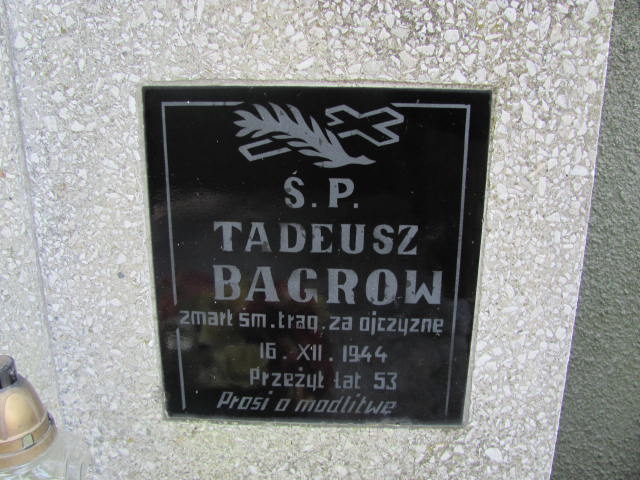 Ś.P.
TADEUSZ
BAGROW
zmarł śm. trag. za ojczyznę
16. XII. 1944
Przeżył lat 53
Prosi o modlitwę